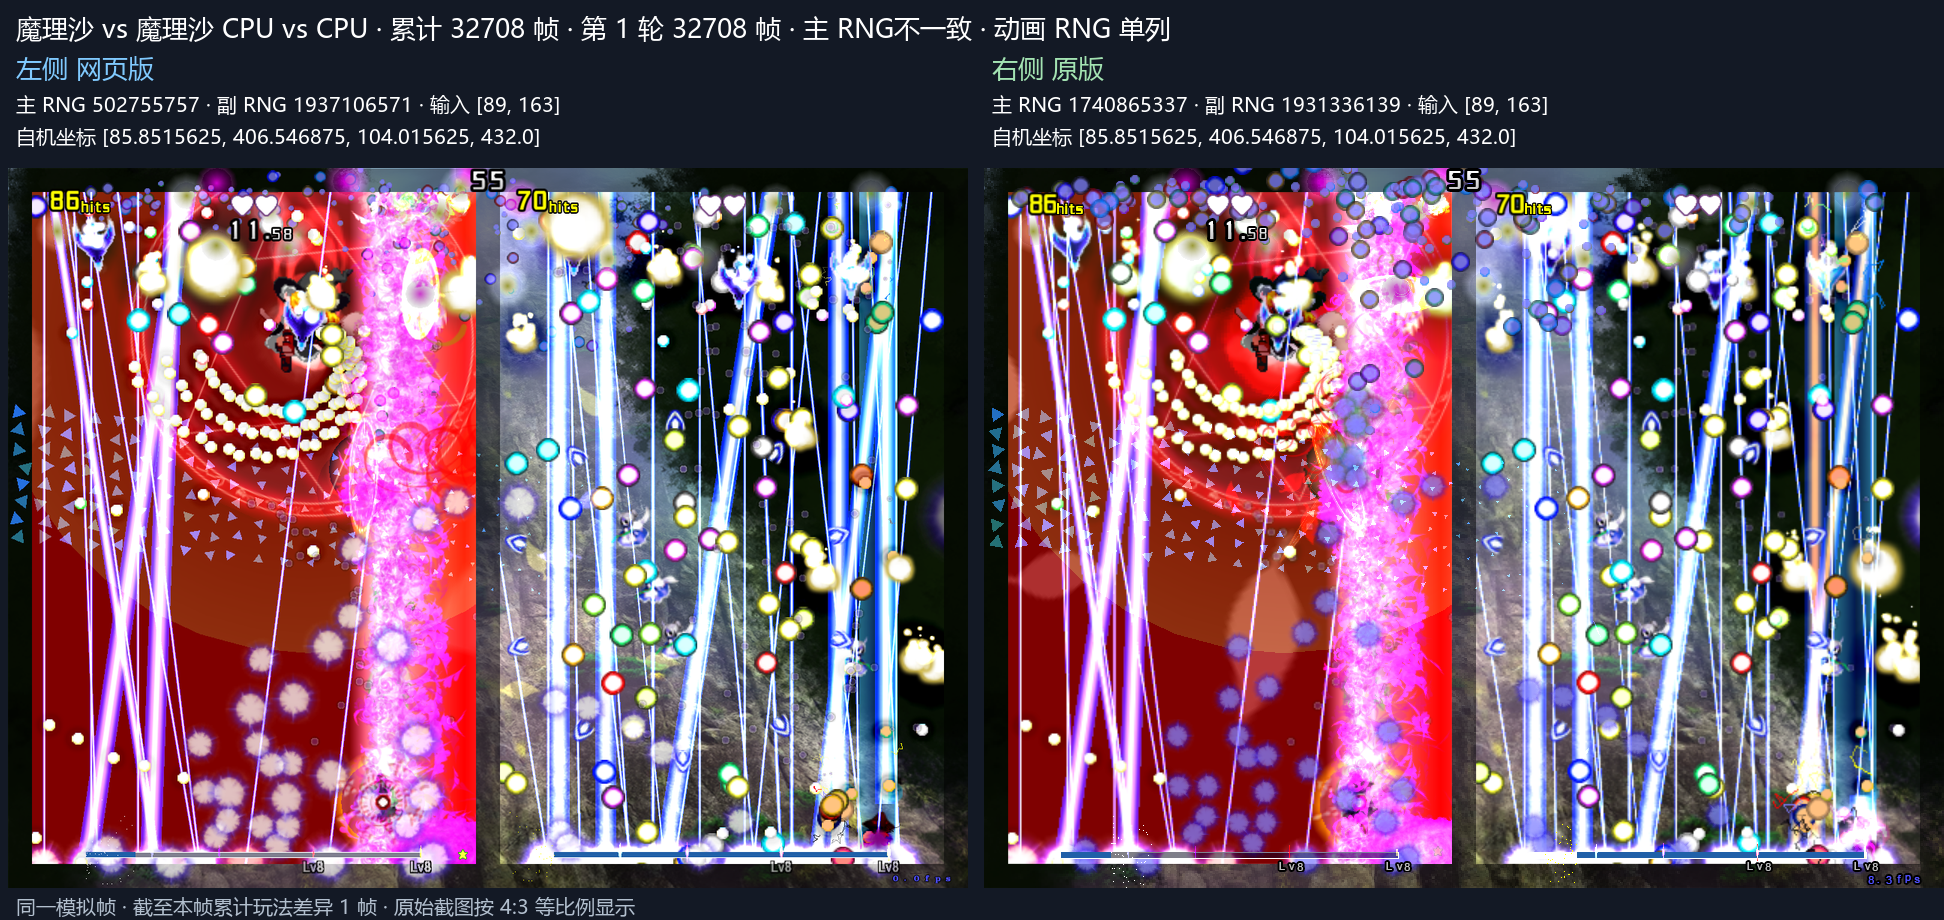 魔理沙 vs 魔理沙 CPU vs CPU · 累计 32708 帧 · 第 1 轮 32708 帧 · 主 RNG不一致 · 动画 RNG 单列
左侧 网页版
主 RNG 502755757 · 副 RNG 1937106571 · 输入 [89, 163]
自机坐标 [85.8515625, 406.546875, 104.015625, 432.0]
右侧 原版
主 RNG 1740865337 · 副 RNG 1931336139 · 输入 [89, 163]
自机坐标 [85.8515625, 406.546875, 104.015625, 432.0]
55
86hits
70hits
11.58
Lv8
Lv8
Lv8
Lv8
0.0fps
55
86hits
70hits
11.58
Lv8
Lv8
Lv8
Lv8
8.3fps
同一模拟帧 · 截至本帧累计玩法差异 1 帧 · 原始截图按 4:3 等比例显示